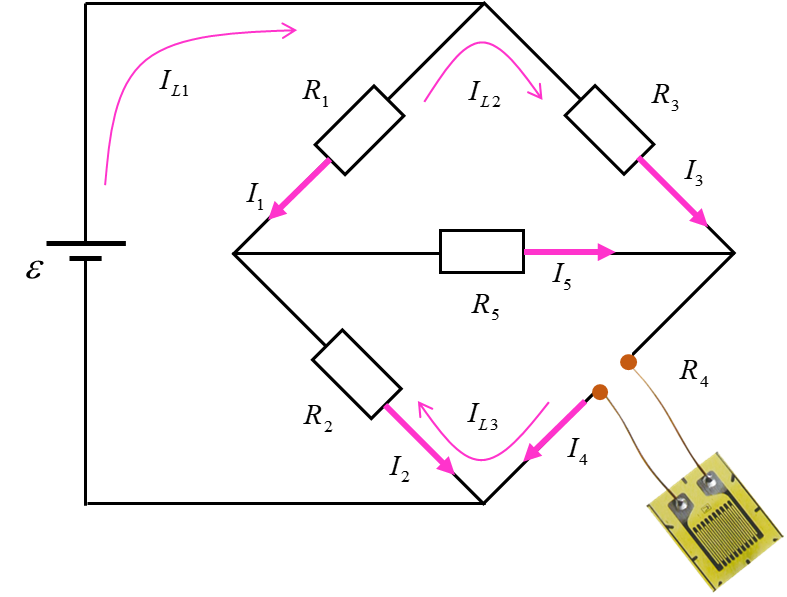 I_L1
R_1
I_L2
R_3
I_1
I_3
ε
I_5
R_5
R_4
R_2
I_L3
I_2
I_4